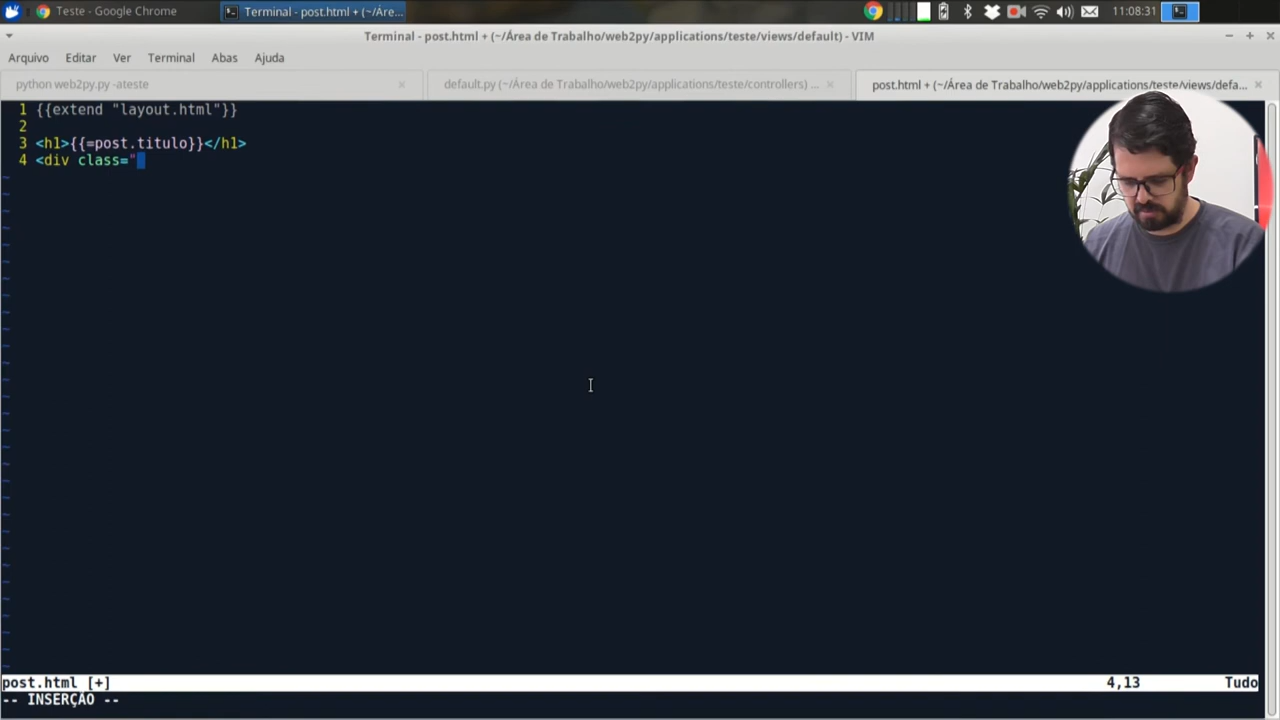 Teste - Google Chrome
Terminal - post.html + (~/Áre...
11:08:31
Terminal - post.html + (~/Área de Trabalho/web2py/applications/teste/views/default) - VIM
Arquivo Editar Ver Terminal Abas Ajuda
python web2py.py -ateste
default.py (~/Área de Trabalho/web2py/applications/teste/controllers) ...
post.html + (~/Área de Trabalho/web2py/applications/teste/views/defa...
1 {{extend "layout.html"}}
2
3 <h1>{{=post.titulo}}</h1>
4 <div class="
post.html [+] 4,13 Tudo
-- INSERÇÃO --